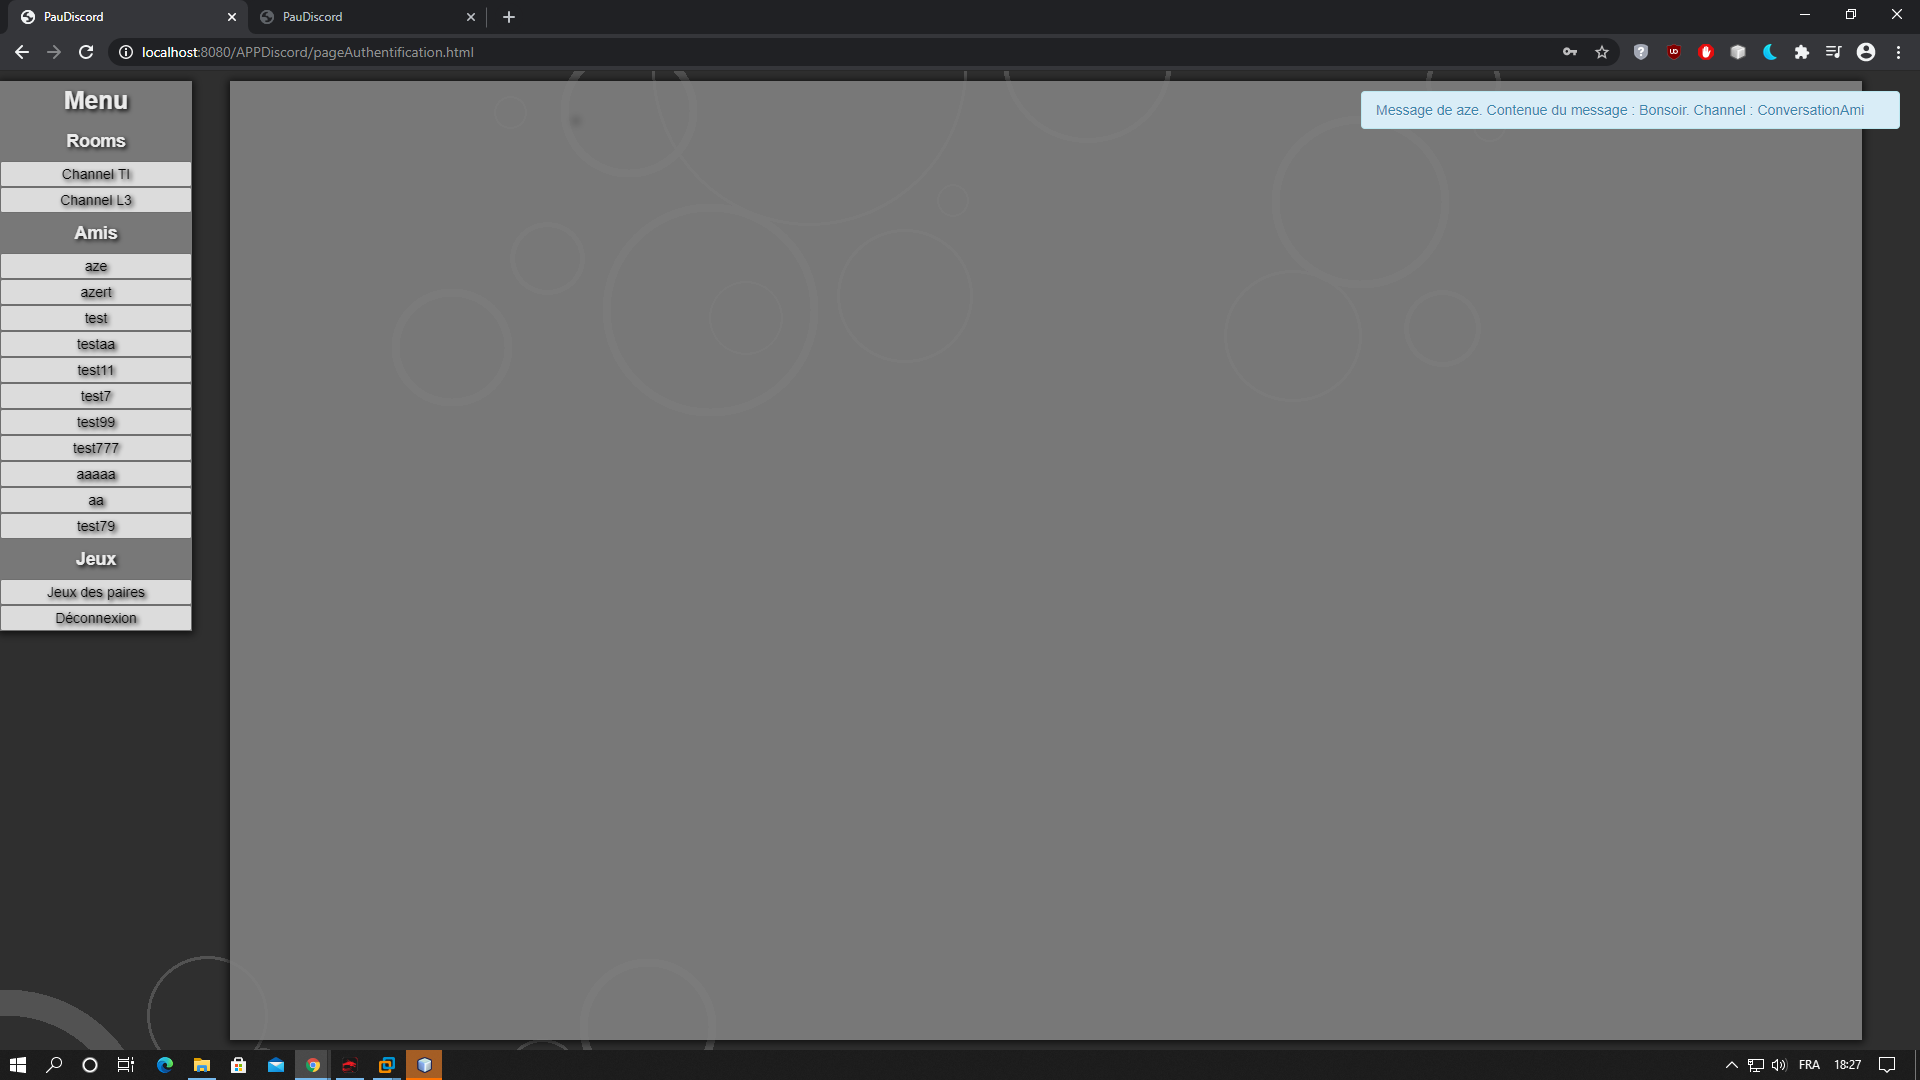 PauDiscord
PauDiscord
localhost:8080/APPDiscord/pageAuthentification.html
Menu
Rooms
Channel TI
Channel L3
Amis
aze
azert
test
testaa
test11
test7
test99
test777
aaaaa
aa
test79
Jeux
Jeux des paires
Déconnexion
Message de aze. Contenue du message : Bonsoir. Channel : ConversationAmi
FRA
18:27